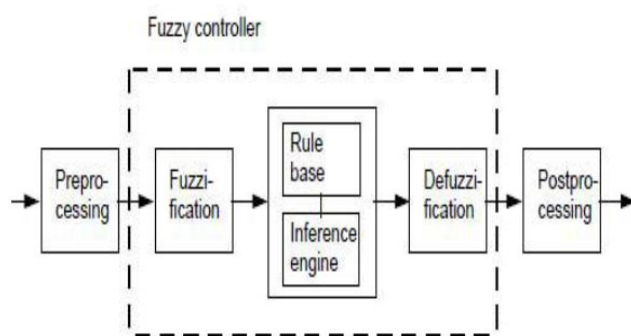 Fuzzy controller
Prepro-
cessing
Fuzzi-
fication
Rule
base
Inference
engine
Defuzzi-
fication
Postpro-
cessing